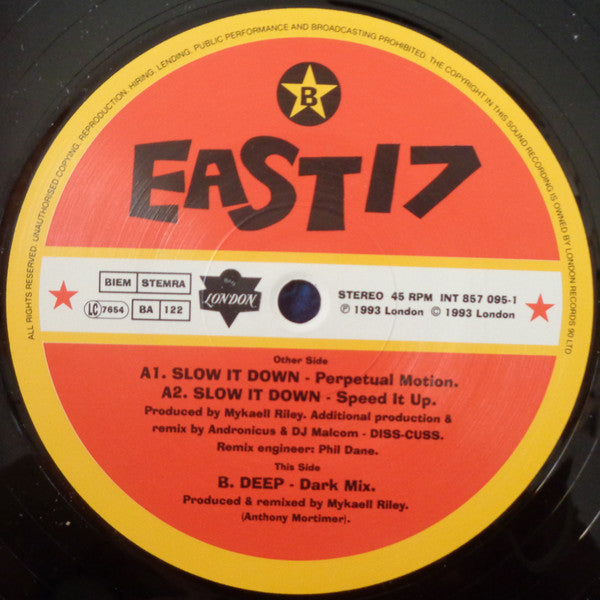 ALL RIGHTS RESERVED. UNAUTHORISED COPYING. REPRODUCTION. HIRING. LENDING. PUBLIC PERFORMANCE AND BROADCASTING PROHIBITED. THE COPYRIGHT IN THIS SOUND RECORDING IS OWNED BY LONDON RECORDS 90 LTD
B
EAST 17
BIEM STEMRA
LC 7654 BA 122
LONDON
STEREO 45 RPM INT 857 095-1
℗ 1993 London © 1993 London
Other Side
A1. SLOW IT DOWN - Perpetual Motion.
A2. SLOW IT DOWN - Speed It Up.
Produced by Mykaell Riley. Additional production &
remix by Andronicus & DJ Malcom - DISS-CUSS.
Remix engineer: Phil Dane.
This Side
B. DEEP - Dark Mix.
Produced & remixed by Mykaell Riley.
(Anthony Mortimer).